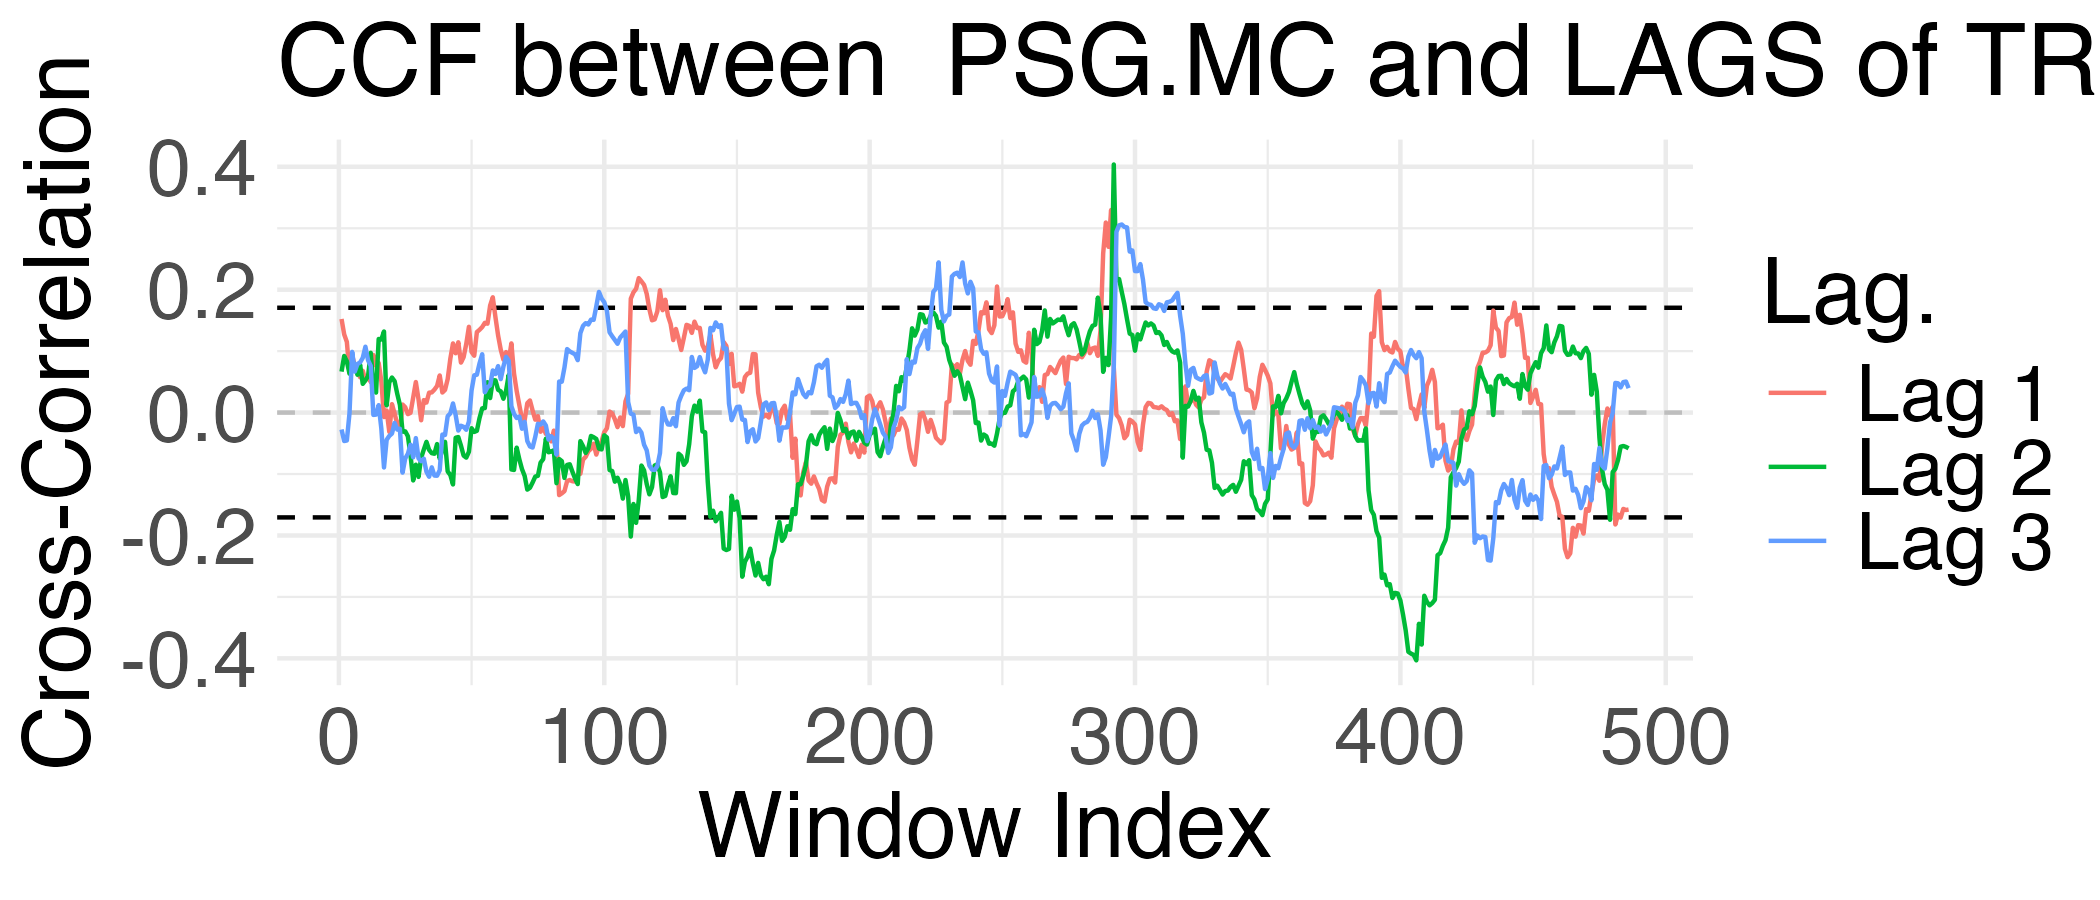 CCF between  PSG.MC and LAGS of TR
Cross-Correlation
0.4
0.2
0.0
-0.2
-0.4
0
100
200
300
400
500
Window Index
Lag.
Lag 1
Lag 2
Lag 3